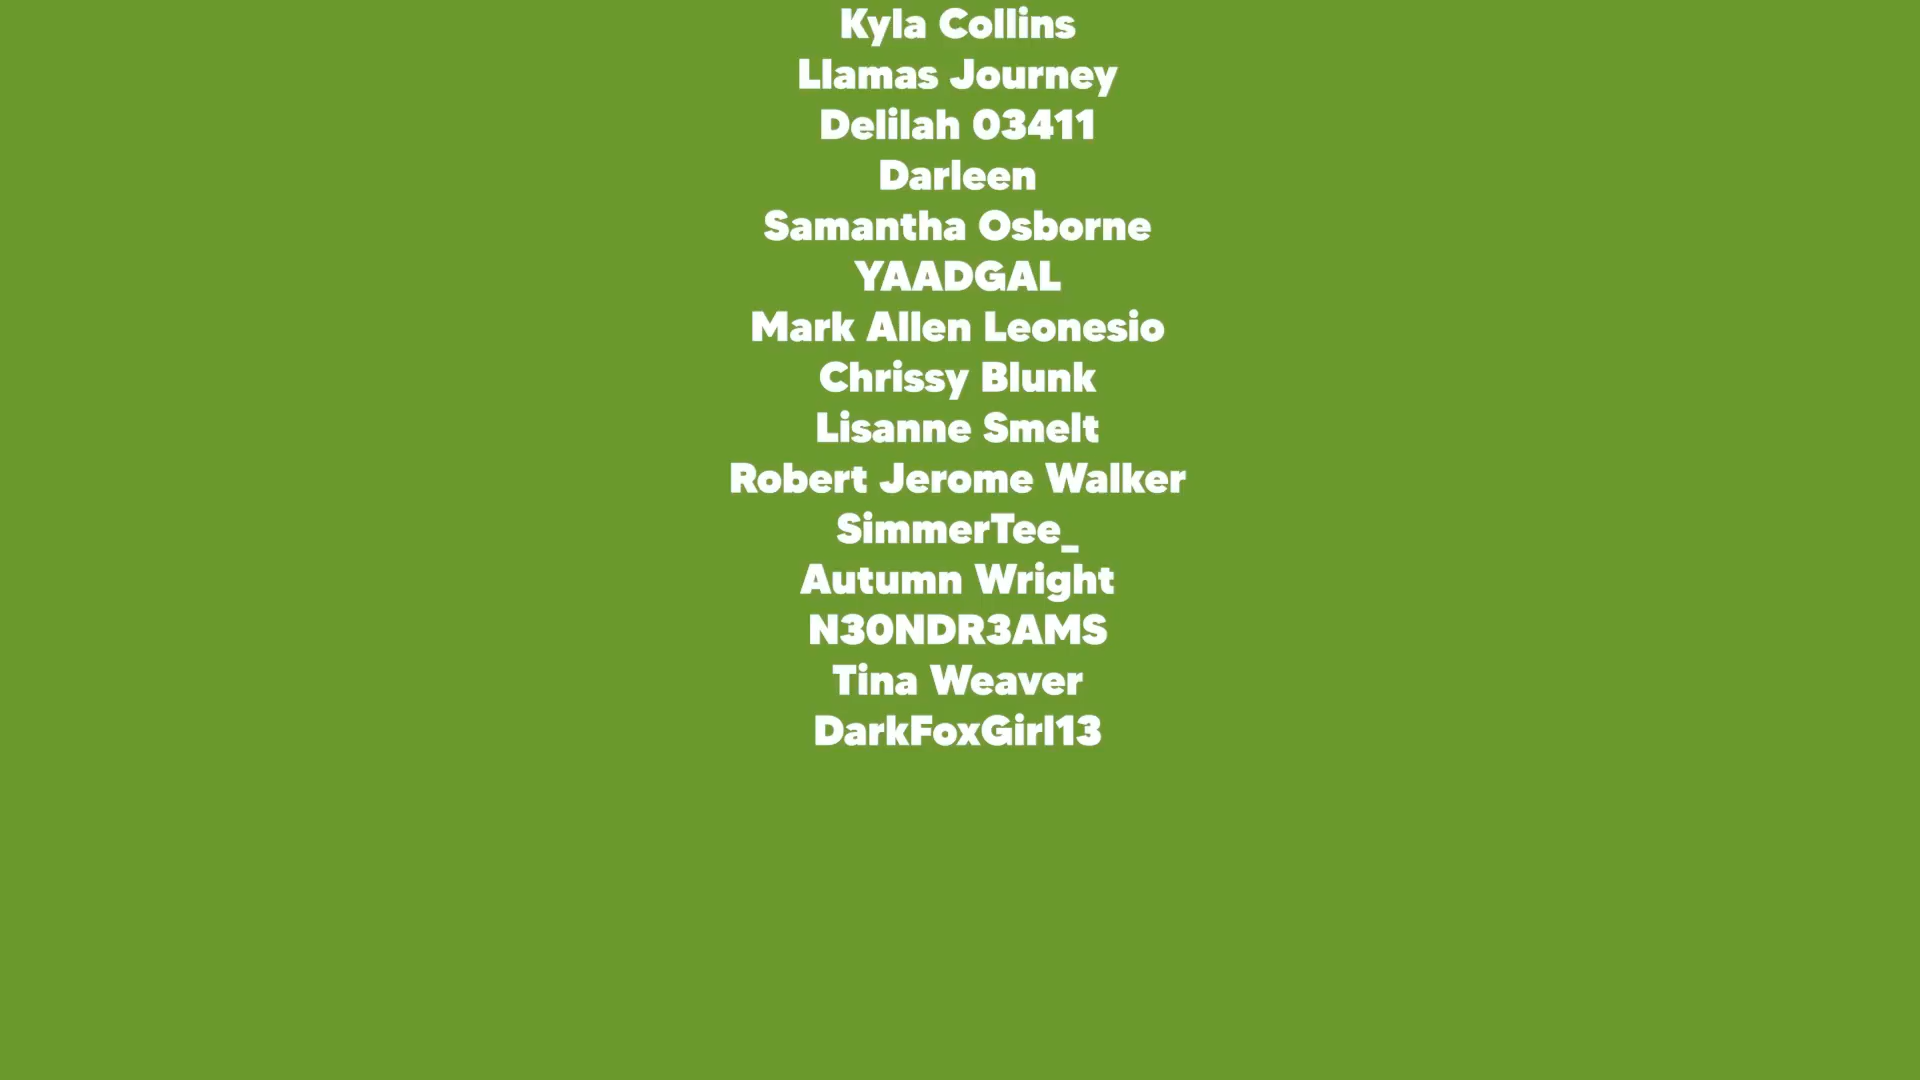 Kyla Collins
Llamas Journey
Delilah 03411
Darleen
Samantha Osborne
YAADGAL
Mark Allen Leonesio
Chrissy Blunk
Lisanne Smelt
Robert Jerome Walker
SimmerTee_
Autumn Wright
N30NDR3AMS
Tina Weaver
DarkFoxGirl13